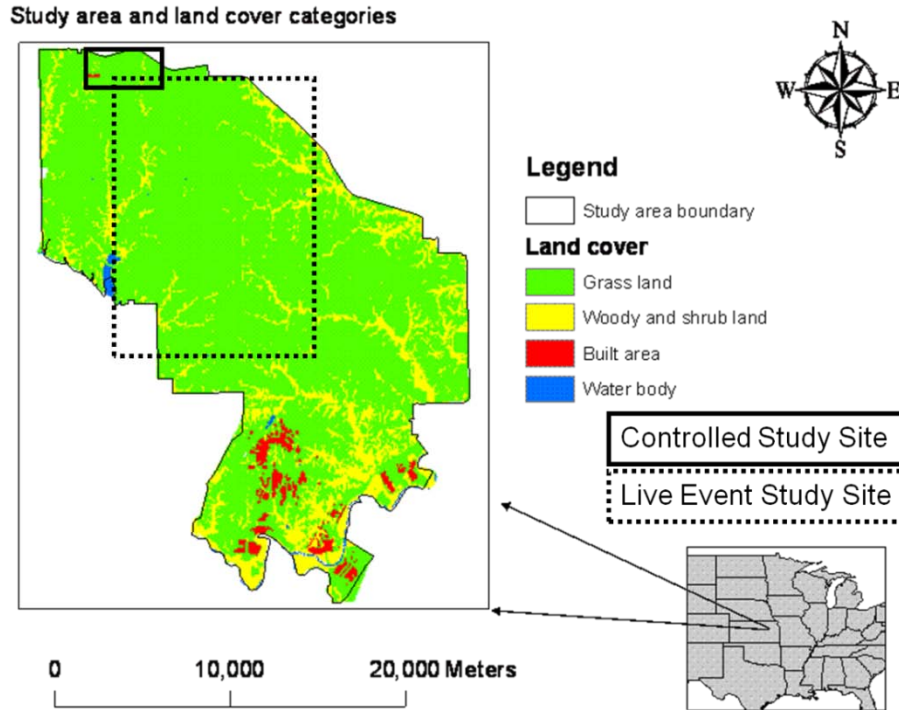 Study area and land cover categories
N
W E
S
Legend
Study area boundary
Land cover
Grass land
Woody and shrub land
Built area
Water body
Controlled Study Site
Live Event Study Site
0 10,000 20,000 Meters